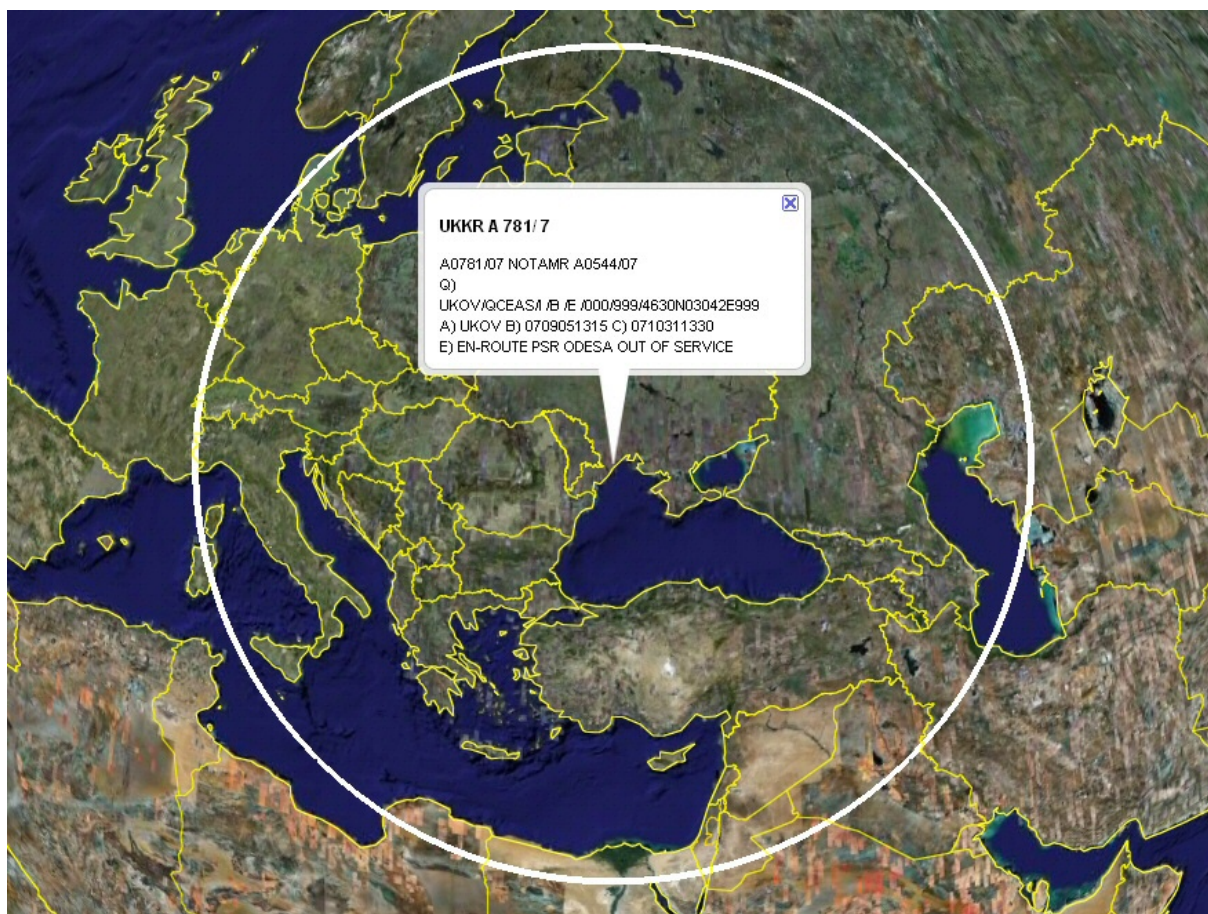 UKKR A 781/ 7
A0781/07 NOTAMR A0544/07
Q)
UKOV/QCEAS/I /B /E /000/999/4630N03042E999
A) UKOV B) 0709051315 C) 0710311330
E) EN-ROUTE PSR ODESA OUT OF SERVICE